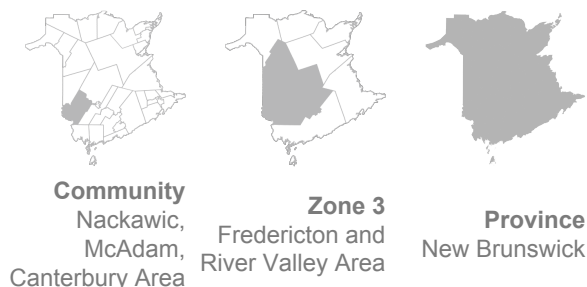 Community
Nackawic,
McAdam,
Canterbury Area
Zone 3
Fredericton and
River Valley Area
Province
New Brunswick